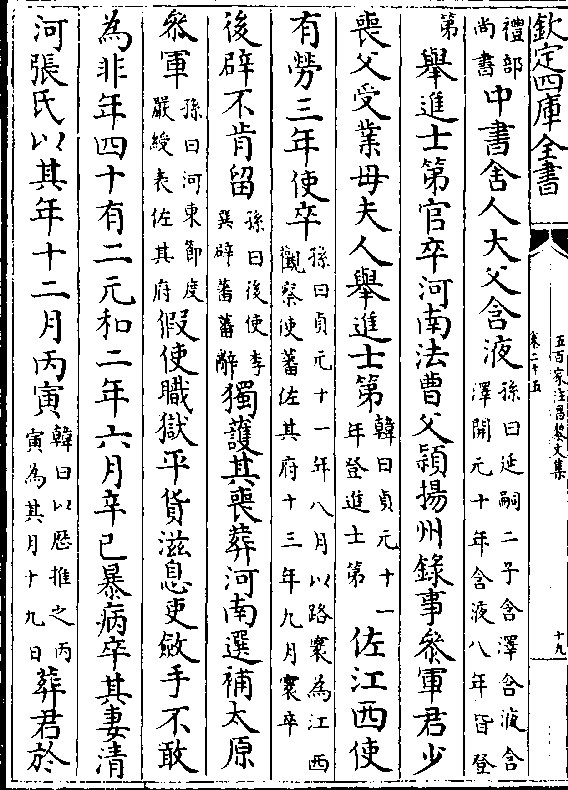 欽定四庫全書
五百家注昌黎文集
卷二十五
十九
禮部
尚書
中書舍人大父含液
孫曰延嗣二子含澤含液含
澤開元十年含液八年皆登
第
舉進士第官卒河南法曹父頴揚州錄事叅軍君少
喪父受業母夫人舉進士第
韓曰貞元十一
年登進士第
佐江西使
有勞三年使卒
孫曰貞元十一年八月以路寰為江西
觀察使蕃佐其府十三年九月寰卒
後辟不肯留
孫曰後使李
巽辟蕃蕃辭
獨護其喪葬河南選補太原
叅軍
孫曰河東節度
嚴綬表佐其府
假使職獄平貨滋息吏斂手不敢
為非年四十有二元和二年六月辛巳暴病卒其妻清
河張氏以其年十二月丙寅
韓曰以歷推之丙
寅為其月十九日
葬君於